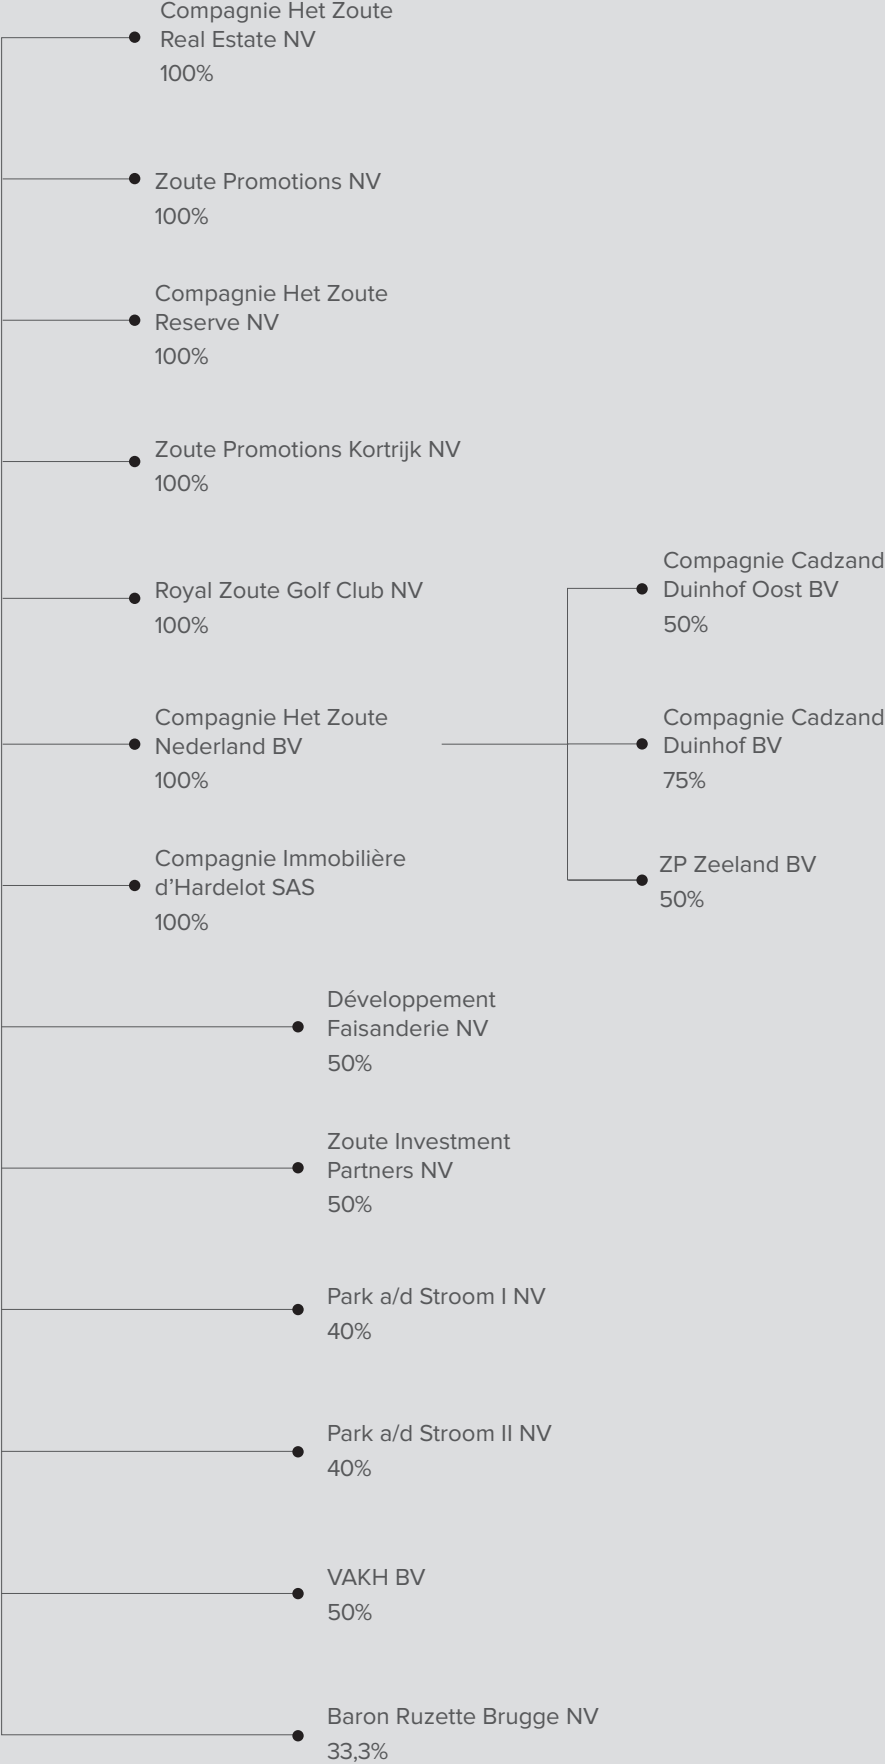 Compagnie Het Zoute
Real Estate NV
100%
Zoute Promotions NV
100%
Compagnie Het Zoute
Reserve NV
100%
Zoute Promotions Kortrijk NV
100%
Royal Zoute Golf Club NV
100%
Compagnie Het Zoute
Nederland BV
100%
Compagnie Cadzand
Duinhof Oost BV
50%
Compagnie Cadzand
Duinhof BV
75%
ZP Zeeland BV
50%
Compagnie Immobilière
d’Hardelot SAS
100%
Développement
Faisanderie NV
50%
Zoute Investment
Partners NV
50%
Park a/d Stroom I NV
40%
Park a/d Stroom II NV
40%
VAKH BV
50%
Baron Ruzette Brugge NV
33,3%